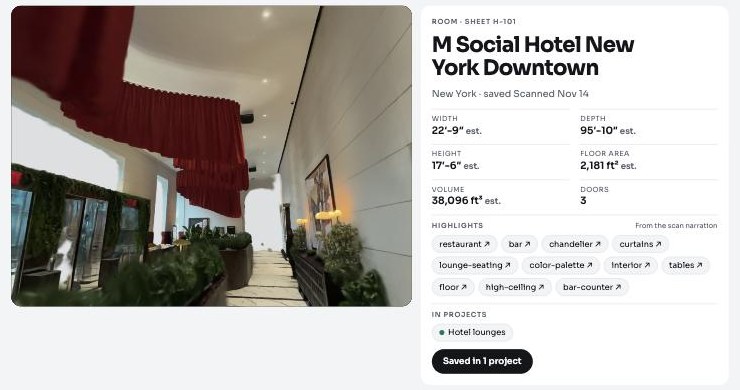 ROOM · SHEET H-101
M Social Hotel New
York Downtown
New York · saved Scanned Nov 14
WIDTH
22′-9″ est.
DEPTH
95′-10″ est.
HEIGHT
17′-6″ est.
FLOOR AREA
2,181 ft² est.
VOLUME
38,096 ft³ est.
DOORS
3
HIGHLIGHTS
From the scan narration
restaurant ↗ bar ↗ chandelier ↗ curtains ↗
lounge-seating ↗ color-palette ↗ interior ↗ tables ↗
floor ↗ high-ceiling ↗ bar-counter ↗
IN PROJECTS
Hotel lounges
Saved in 1 project